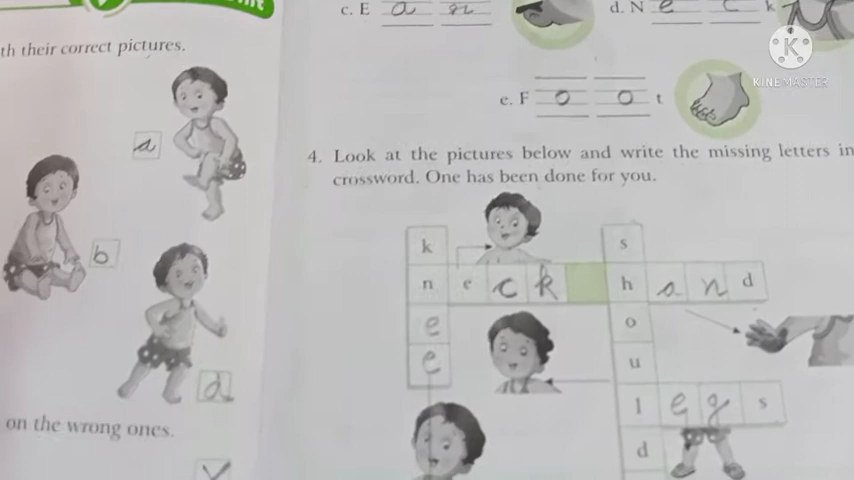 th their correct pictures.
a
b
d
on the wrong ones.
c. E a
d. N e c k
KINEMASTER
e. F o o t
4. Look at the pictures below and write the missing letters in
crossword. One has been done for you.
k s
n e c k h a n d
e o
e u
l e g s
d